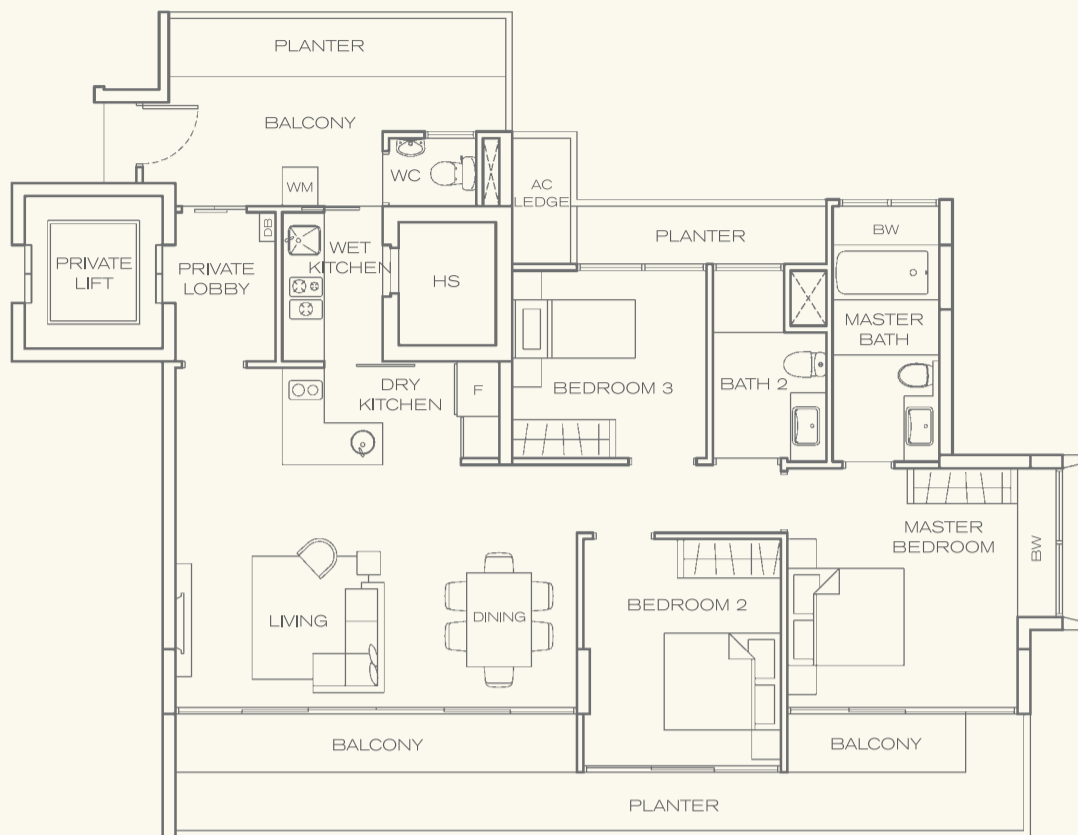 PLANTER
BALCONY
WC
WM
AC
LEDGE
DB
BW
PRIVATE
LIFT
PRIVATE
LOBBY
WET
KITCHEN
HS
PLANTER
MASTER
BATH
DRY
KITCHEN
F
BEDROOM 3
BATH 2
MASTER
BEDROOM
BW
LIVING
DINING
BEDROOM 2
BALCONY
BALCONY
PLANTER